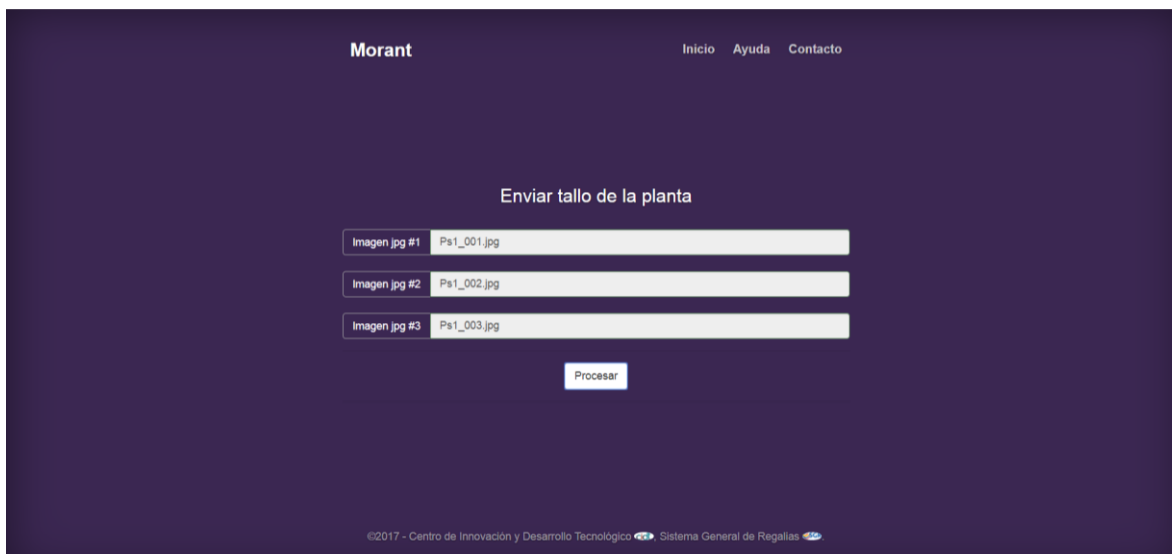 Morant Inicio Ayuda Contacto
Enviar tallo de la planta
Imagen jpg #1 Ps1_001.jpg
Imagen jpg #2 Ps1_002.jpg
Imagen jpg #3 Ps1_003.jpg
Procesar
©2017 - Centro de Innovación y Desarrollo Tecnológico , Sistema General de Regalias